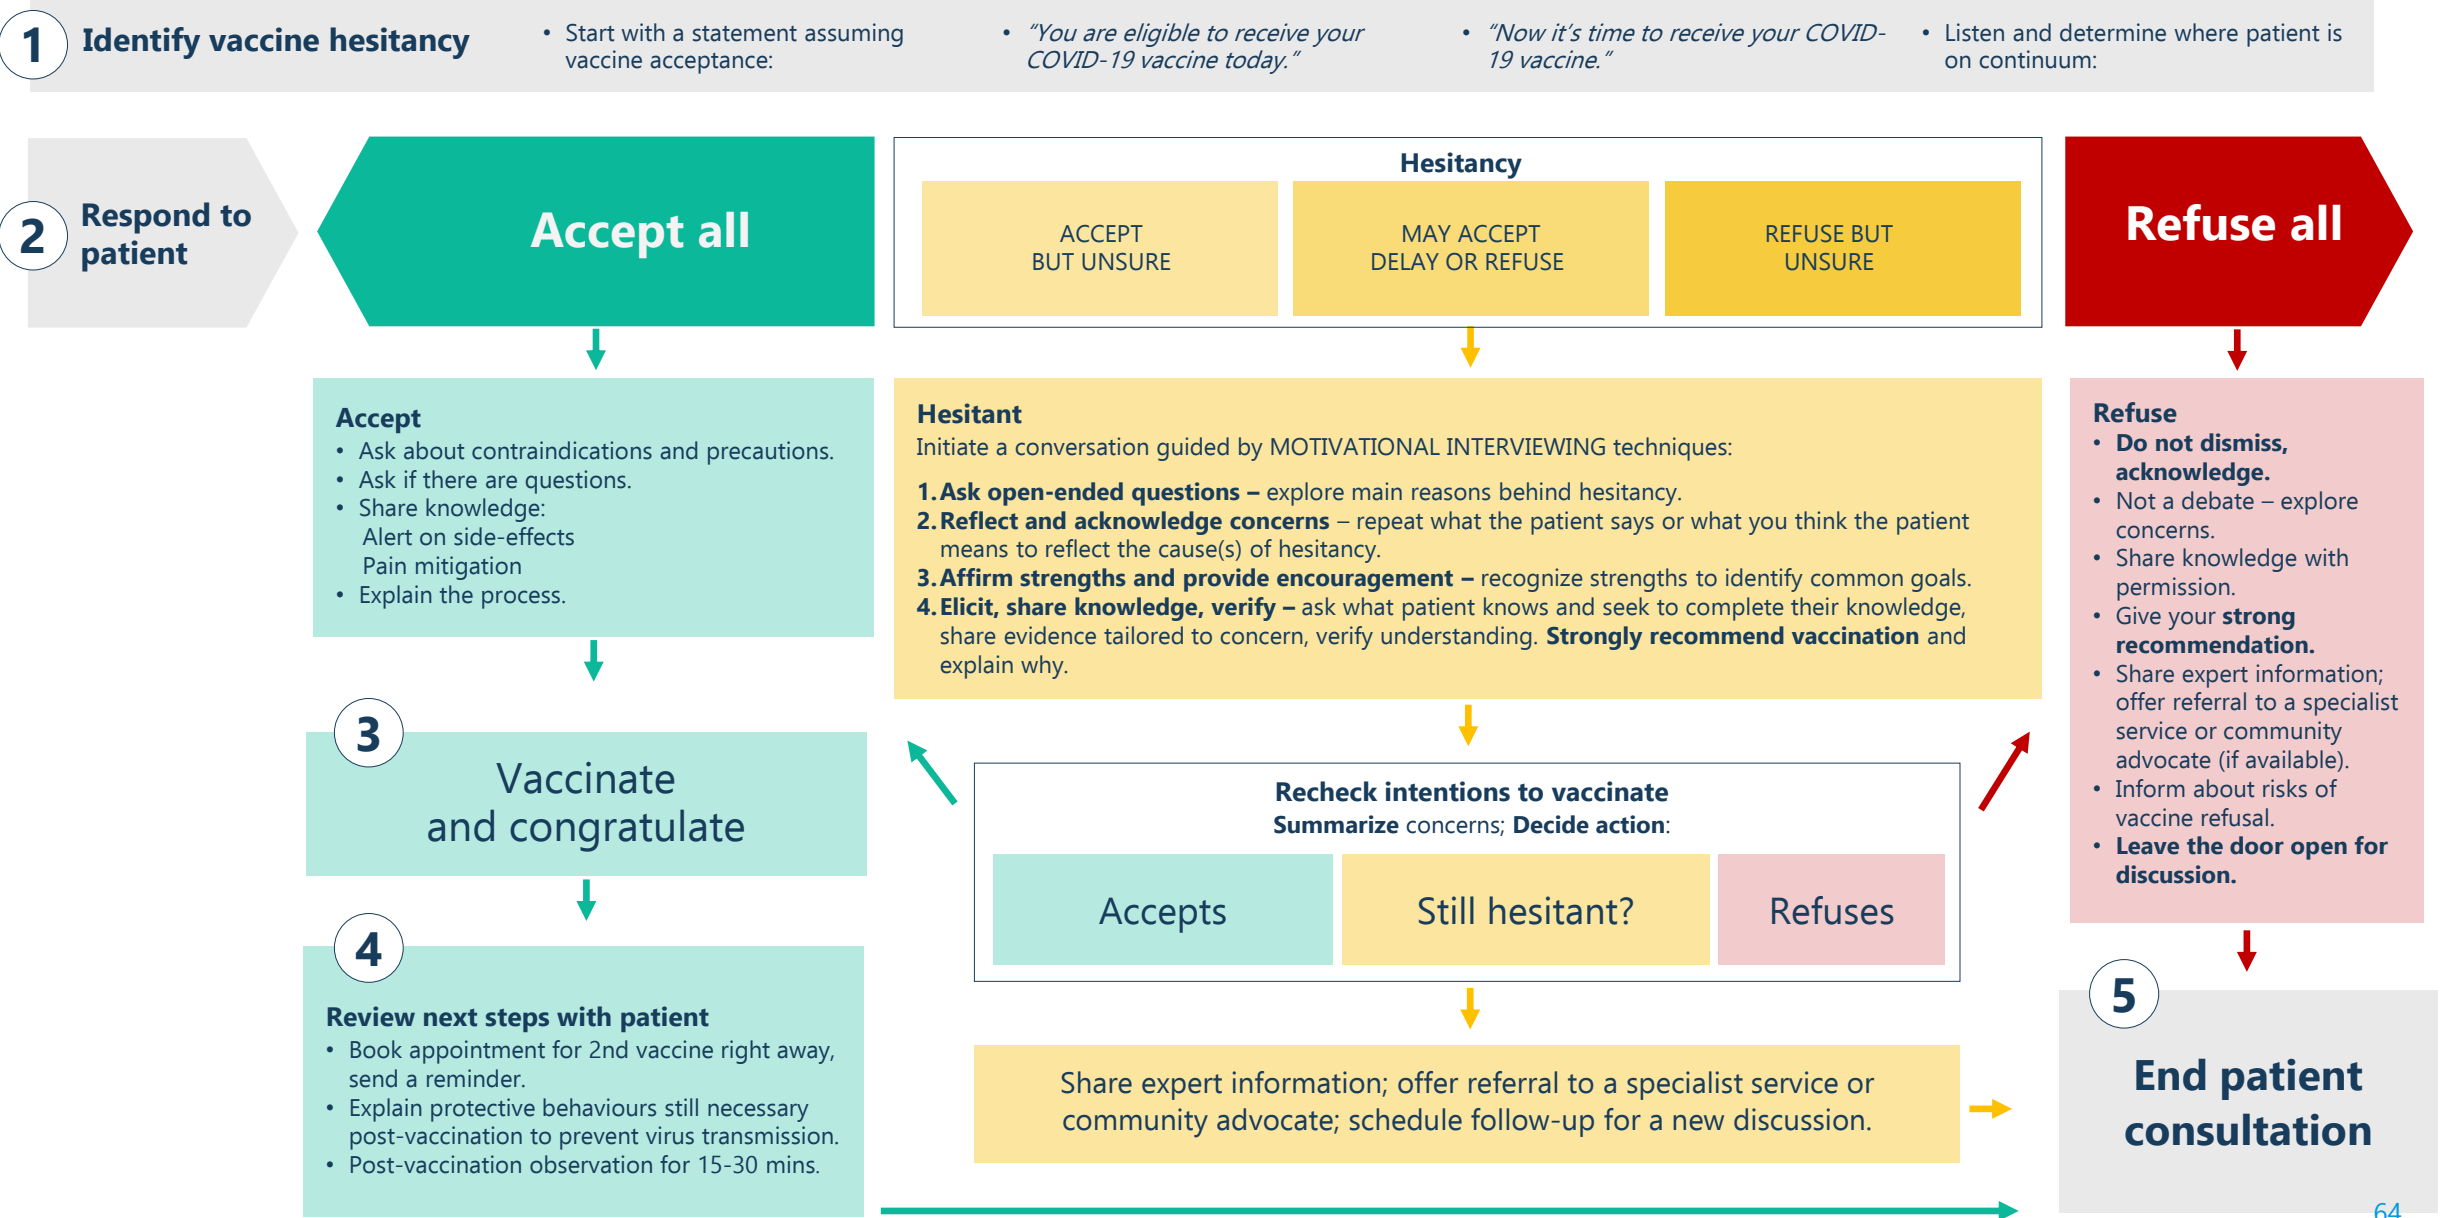 1
Identify vaccine hesitancy
• Start with a statement assuming
vaccine acceptance:
• “You are eligible to receive your
COVID-19 vaccine today.”
• “Now it’s time to receive your COVID-
19 vaccine.”
• Listen and determine where patient is
on continuum:
2
Respond to
patient
Accept all
Hesitancy
ACCEPT
BUT UNSURE
MAY ACCEPT
DELAY OR REFUSE
REFUSE BUT
UNSURE
Refuse all
Accept
• Ask about contraindications and precautions.
• Ask if there are questions.
• Share knowledge:
Alert on side-effects
Pain mitigation
• Explain the process.
Hesitant
Initiate a conversation guided by MOTIVATIONAL INTERVIEWING techniques:
1. Ask open-ended questions – explore main reasons behind hesitancy.
2. Reflect and acknowledge concerns – repeat what the patient says or what you think the patient
means to reflect the cause(s) of hesitancy.
3. Affirm strengths and provide encouragement – recognize strengths to identify common goals.
4. Elicit, share knowledge, verify – ask what patient knows and seek to complete their knowledge,
share evidence tailored to concern, verify understanding. Strongly recommend vaccination and
explain why.
Refuse
• Do not dismiss,
acknowledge.
• Not a debate – explore
concerns.
• Share knowledge with
permission.
• Give your strong
recommendation.
• Share expert information;
offer referral to a specialist
service or community
advocate (if available).
• Inform about risks of
vaccine refusal.
• Leave the door open for
discussion.
3
Vaccinate
and congratulate
Recheck intentions to vaccinate
Summarize concerns; Decide action:
Accepts
Still hesitant?
Refuses
4
Review next steps with patient
• Book appointment for 2nd vaccine right away,
send a reminder.
• Explain protective behaviours still necessary
post-vaccination to prevent virus transmission.
• Post-vaccination observation for 15-30 mins.
Share expert information; offer referral to a specialist service or
community advocate; schedule follow-up for a new discussion.
5
End patient
consultation
64